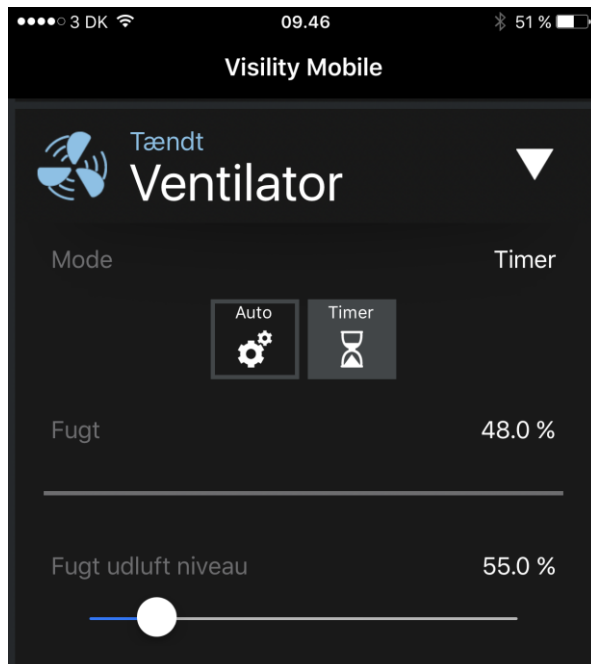 3 DK 09.46 51 %
Visility Mobile
Tændt
Ventilator
Mode Timer
Auto Timer
Fugt 48.0 %
Fugt udluft niveau 55.0 %